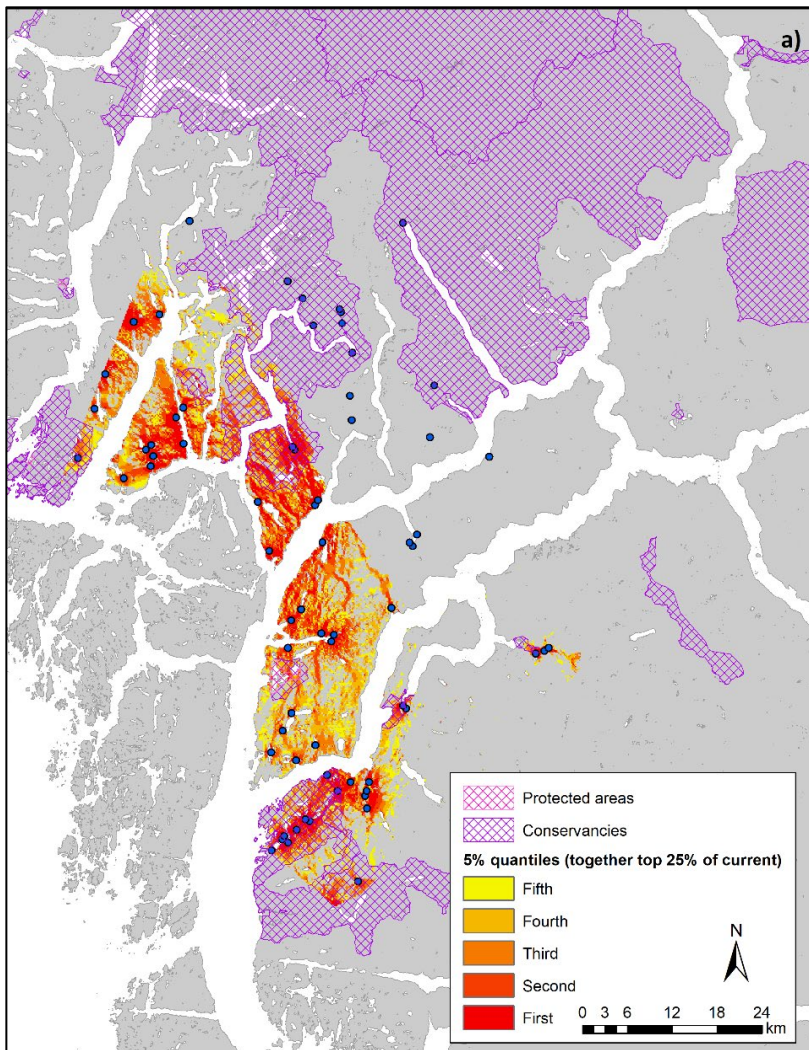 a)
Protected areas
Conservancies
5% quantiles (together top 25% of current)
Fifth
Fourth
Third
Second
First
N
0 3 6 12 18 24
km